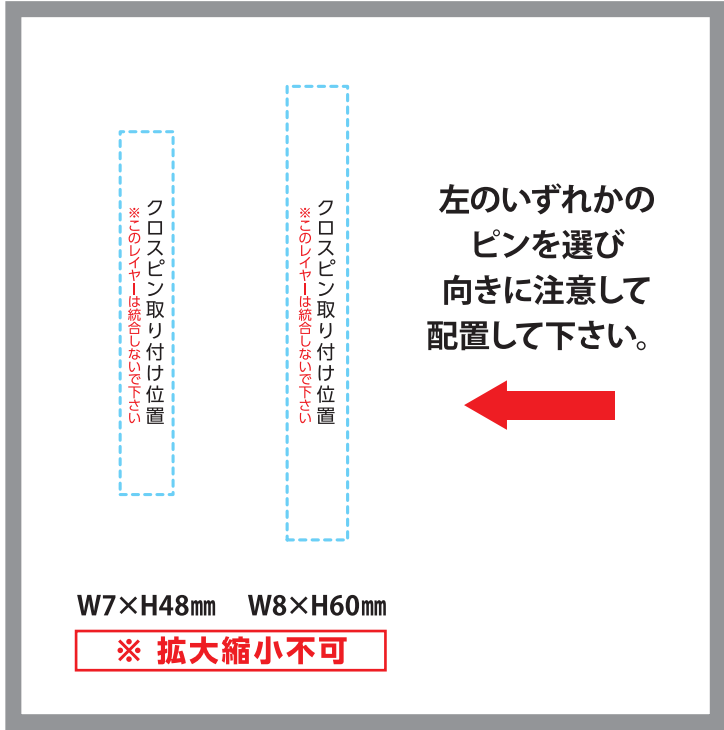 クロスピン取り付け位置
※このレイヤーは統合しないで下さい
クロスピン取り付け位置
※このレイヤーは統合しないで下さい
左のいずれかの
ピンを選び
向きに注意して
配置して下さい。
W7×H48㎜
W8×H60㎜
※ 拡大縮小不可